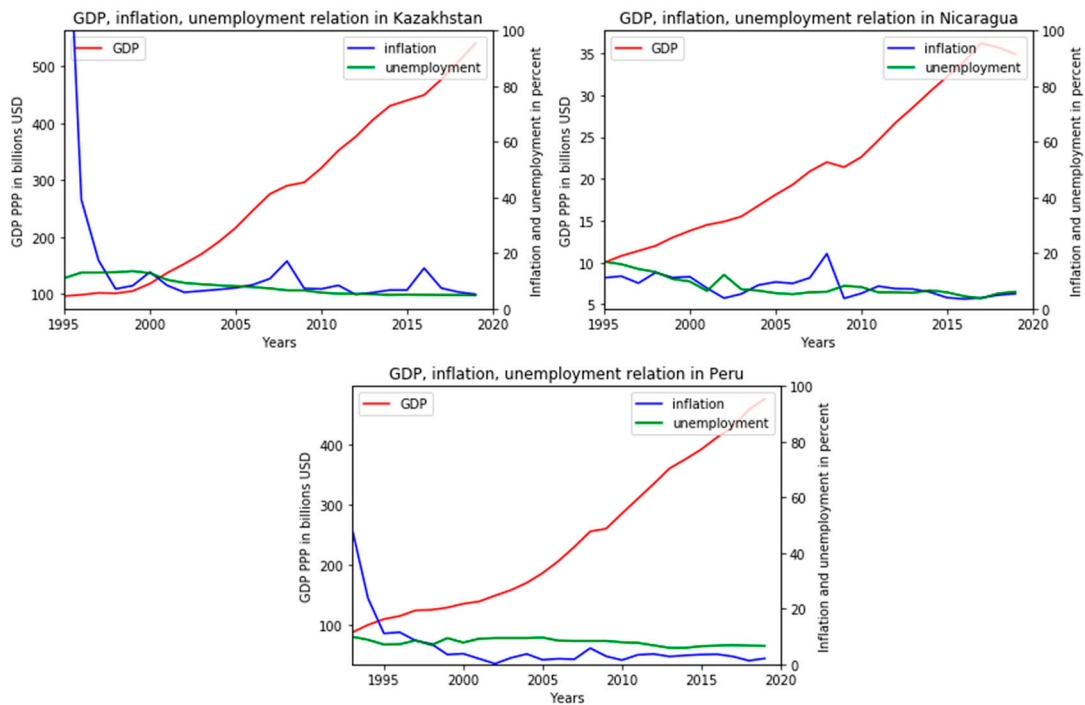 GDP, inflation, unemployment relation in Kazakhstan
GDP
inflation
unemployment
GDP PPP in billions USD
500
400
300
200
100
100
80
60
40
20
0
Inflation and unemployment in percent
1995 2000 2005 2010 2015 2020
Years
GDP, inflation, unemployment relation in Nicaragua
GDP
inflation
unemployment
GDP PPP in billions USD
35
30
25
20
15
10
5
100
80
60
40
20
0
Inflation and unemployment in percent
1995 2000 2005 2010 2015 2020
Years
GDP, inflation, unemployment relation in Peru
GDP
inflation
unemployment
GDP PPP in billions USD
400
300
200
100
100
80
60
40
20
0
Inflation and unemployment in percent
1995 2000 2005 2010 2015 2020
Years